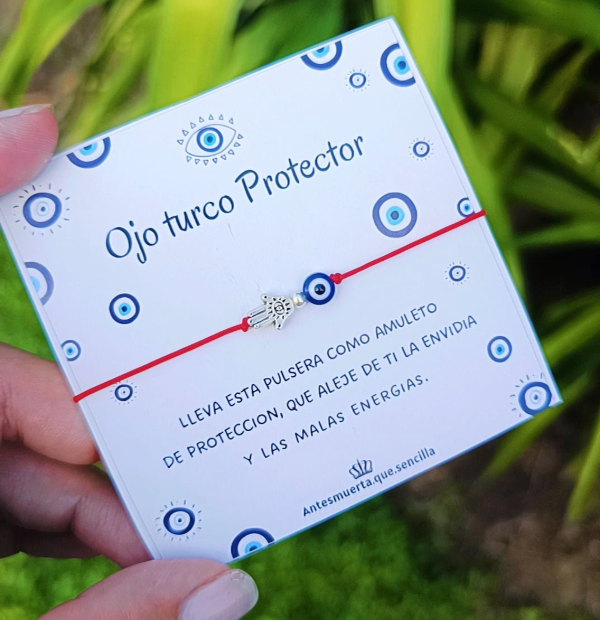 Ojo turco Protector
LLEVA ESTA PULSERA COMO AMULETO
DE PROTECCION, QUE ALEJE DE TI LA ENVIDIA
Y LAS MALAS ENERGIAS.
Antesmuerta.que.sencilla